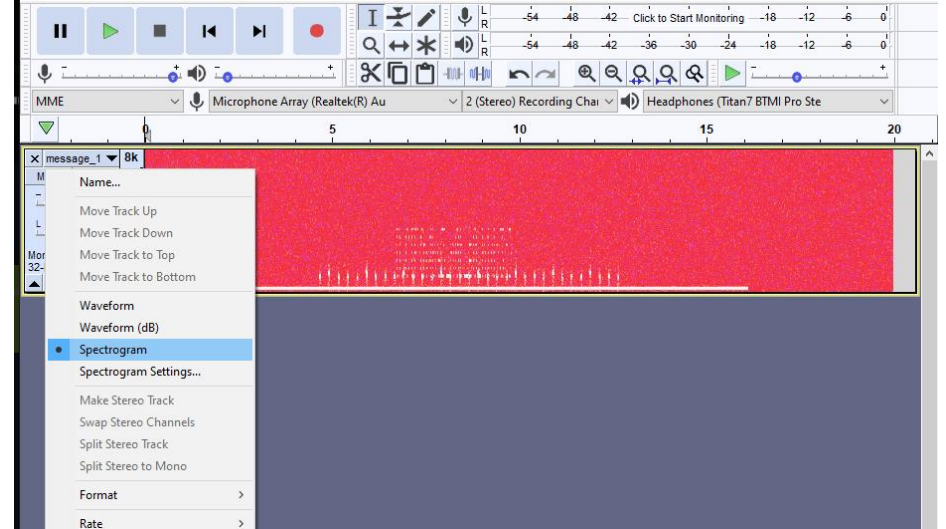 L
R
-54 -48 -42 Click to Start Monitoring -18 -12 -6 0
L
R
-54 -48 -42 -36 -30 -24 -18 -12 -6 0
- +
- +
- +
MME
Microphone Array (Realtek(R) Au
2 (Stereo) Recording Chai
Headphones (Titan7 BTMI Pro Ste
0 5 10 15 20
× message_1 8k
M
Name...
-
Move Track Up
L
Move Track Down
Mor
Move Track to Top
32-
Move Track to Bottom
Waveform
Waveform (dB)
Spectrogram
Spectrogram Settings...
Make Stereo Track
Swap Stereo Channels
Split Stereo Track
Split Stereo to Mono
Format >
Rate >